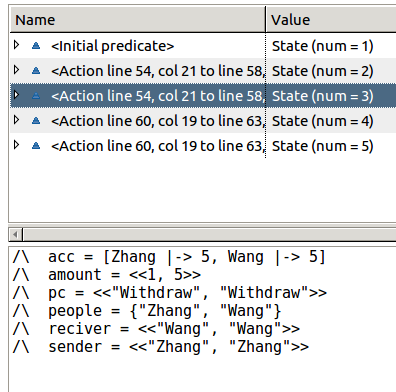 Name Value
<Initial predicate> State (num = 1)
<Action line 54, col 21 to line 58, State (num = 2)
<Action line 54, col 21 to line 58, State (num = 3)
<Action line 60, col 19 to line 63, State (num = 4)
<Action line 60, col 19 to line 63, State (num = 5)
/\ acc = [Zhang |-> 5, Wang |-> 5]
/\ amount = <<1, 5>>
/\ pc = <<"Withdraw", "Withdraw">>
/\ people = {"Zhang", "Wang"}
/\ reciver = <<"Wang", "Wang">>
/\ sender = <<"Zhang", "Zhang">>